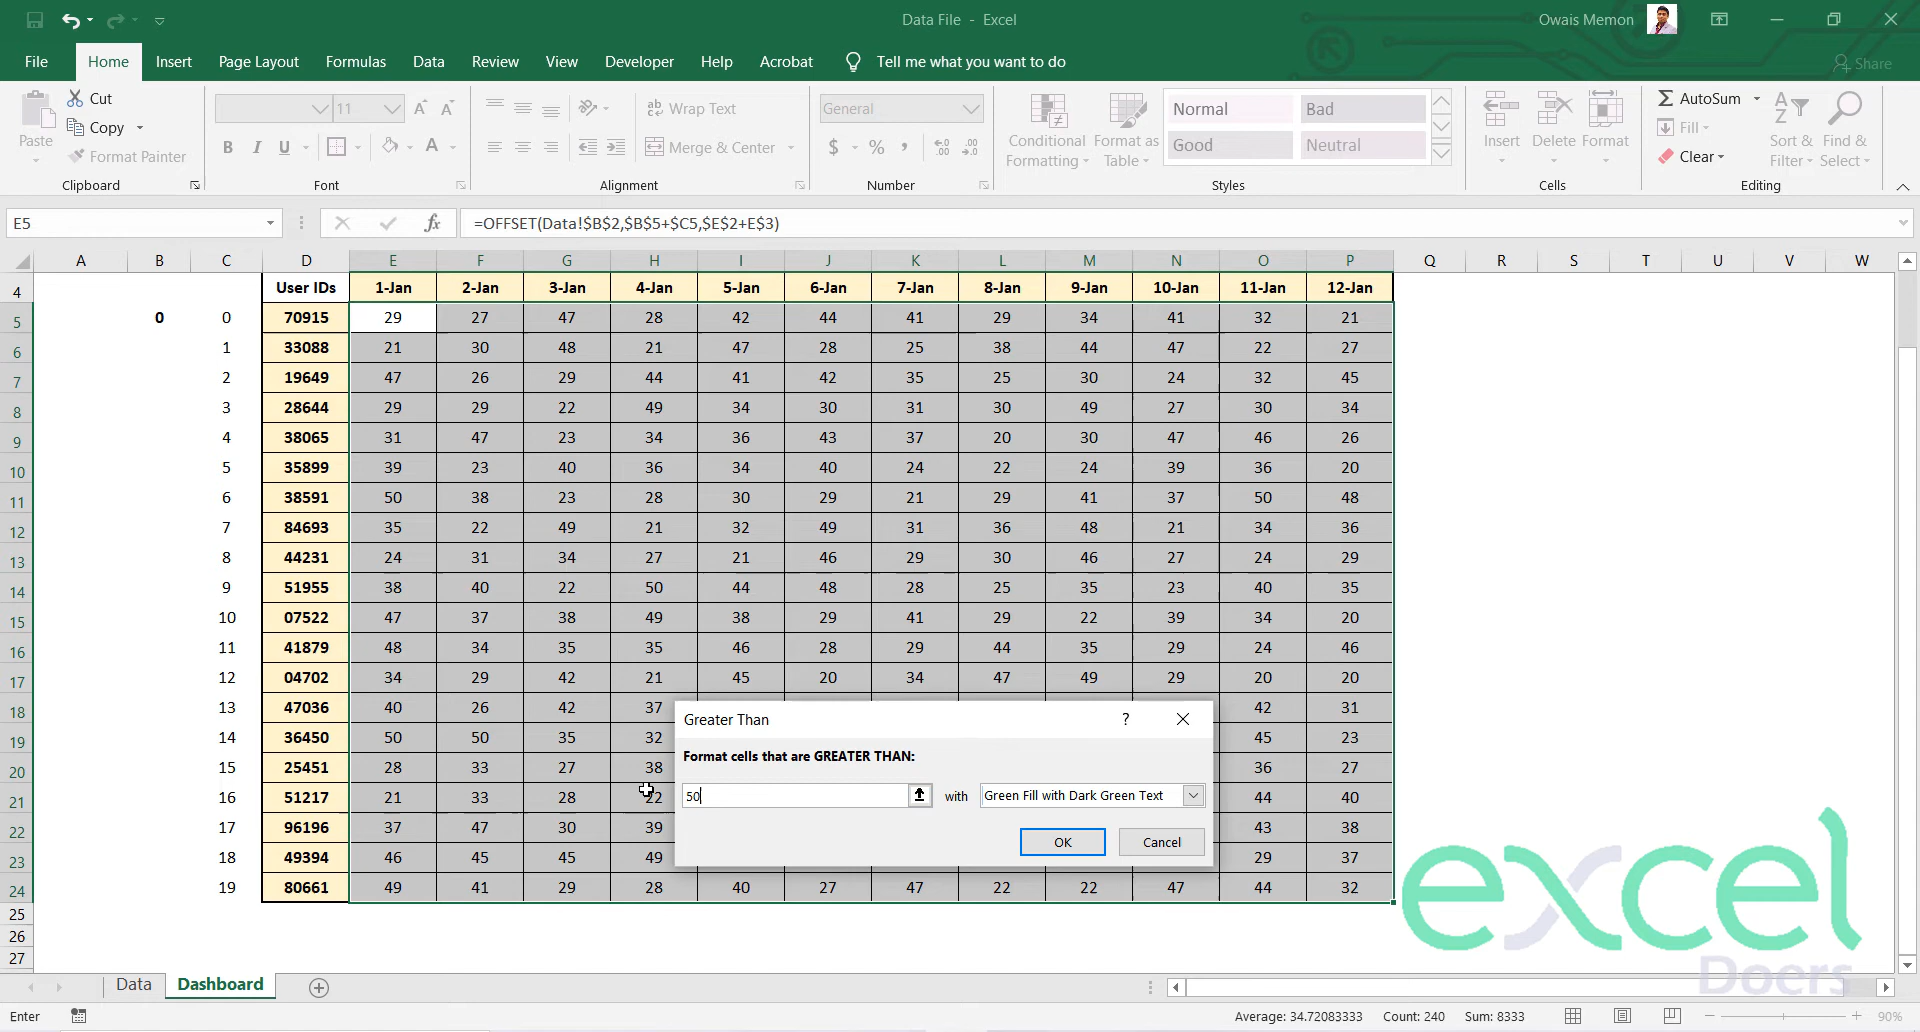 Data File - Excel
Owais Memon
File Home Insert Page Layout Formulas Data Review View Developer Help Acrobat Tell me what you want to do Share
Paste Cut Copy Format Painter Clipboard
11 B I U A Font
ab Wrap Text Merge & Center Alignment
General $ % , Number
Conditional Formatting Format as Table Normal Bad Good Neutral Styles
Insert Delete Format Cells
AutoSum Fill Clear Sort & Filter Find & Select Editing
E5 fx =OFFSET(Data!$B$2,$B$5+$C5,$E$2+E$3)
A B C D E F G H I J K L M N O P Q R S T U V W
4 User IDs 1-Jan 2-Jan 3-Jan 4-Jan 5-Jan 6-Jan 7-Jan 8-Jan 9-Jan 10-Jan 11-Jan 12-Jan
5 0 0 70915 29 27 47 28 42 44 41 29 34 41 32 21
6 1 33088 21 30 48 21 47 28 25 38 44 47 22 27
7 2 19649 47 26 29 44 41 42 35 25 30 24 32 45
8 3 28644 29 29 22 49 34 30 31 30 49 27 30 34
9 4 38065 31 47 23 34 36 43 37 20 30 47 46 26
10 5 35899 39 23 40 36 34 40 24 22 24 39 36 20
11 6 38591 50 38 23 28 30 29 21 29 41 37 50 48
12 7 84693 35 22 49 21 32 49 31 36 48 21 34 36
13 8 44231 24 31 34 27 21 46 29 30 46 27 24 29
14 9 51955 38 40 22 50 44 48 28 25 35 23 40 35
15 10 07522 47 37 38 49 38 29 41 29 22 39 34 20
16 11 41879 48 34 35 35 46 28 29 44 35 29 24 46
17 12 04702 34 29 42 21 45 20 34 47 49 29 20 20
18 13 47036 40 26 42 37 42 31
19 14 36450 50 50 35 32 45 23
20 15 25451 28 33 27 38 36 27
21 16 51217 21 33 28 22 44 40
22 17 96196 37 47 30 39 43 38
23 18 49394 46 45 45 49 29 37
24 19 80661 49 41 29 28 40 27 47 22 22 47 44 32
25
26
27
Greater Than ?
Format cells that are GREATER THAN:
50 with Green Fill with Dark Green Text
OK Cancel
excel
Doers
Data Dashboard
Enter Average: 34.72083333 Count: 240 Sum: 8333 90%